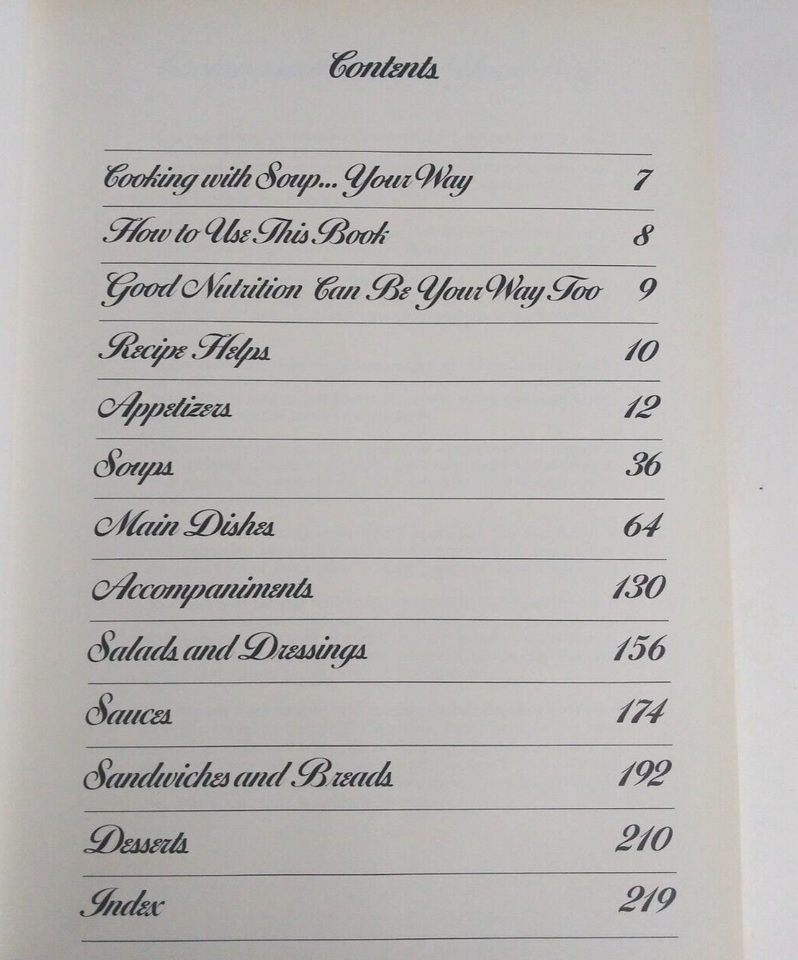 Contents
Cooking with Soup... Your Way 7
How to Use This Book 8
Good Nutrition Can Be Your Way Too 9
Recipe Helps 10
Appetizers 12
Soups 36
Main Dishes 64
Accompaniments 130
Salads and Dressings 156
Sauces 174
Sandwiches and Breads 192
Desserts 210
Index 219